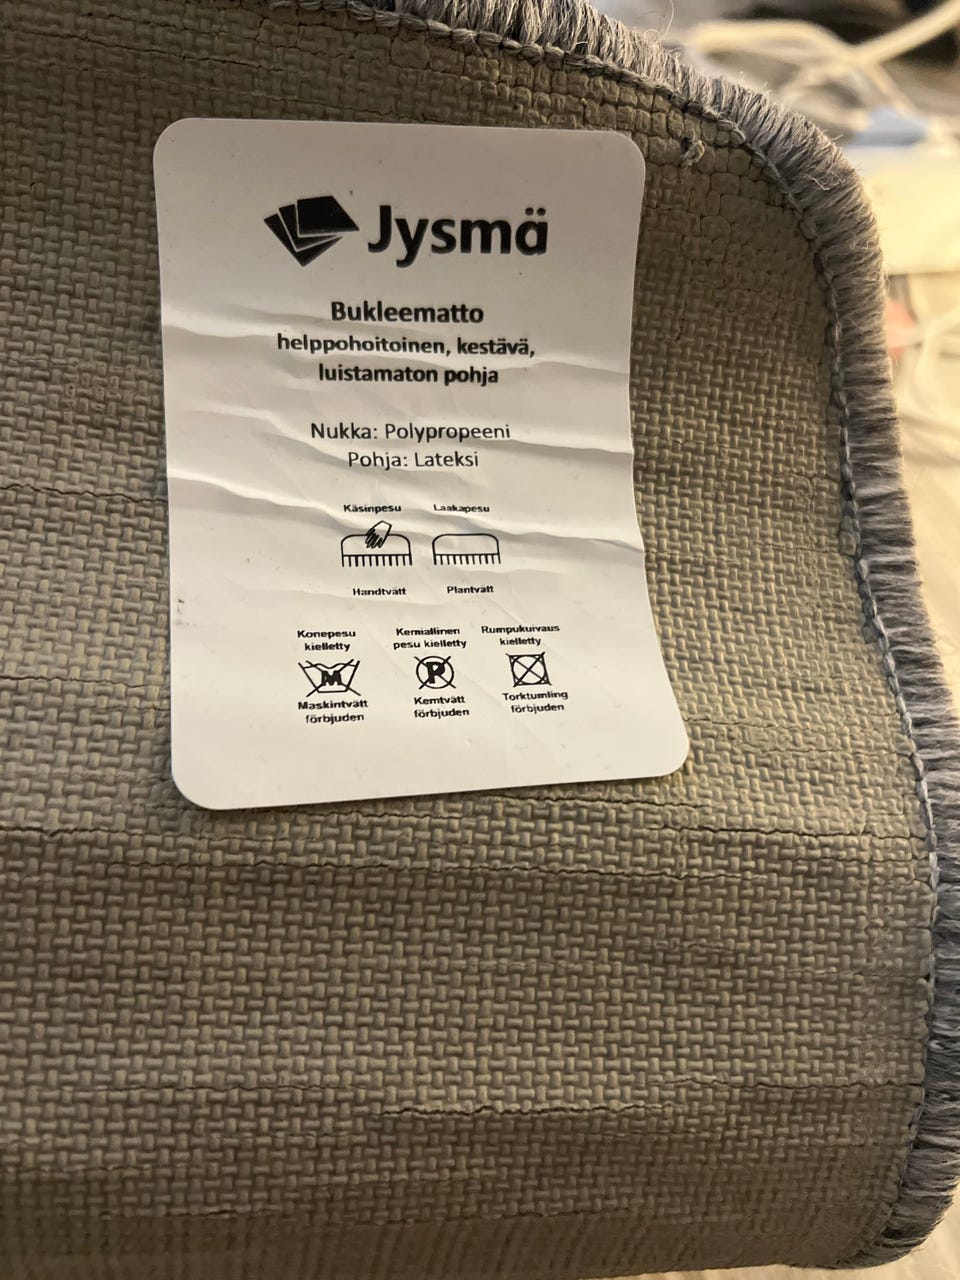 Jysmä
Bukleematto
helppohoitoinen, kestävä,
luistamaton pohja
Nukka: Polypropeeni
Pohja: Lateksi
Käsinpesu Laakapesu
Handtvätt Plantvätt
Konepesu kielletty
M
Maskintvätt förbjuden
Kemiallinen pesu kielletty
P
Kemtvätt förbjuden
Rumpukuivaus kielletty
Torktumling förbjuden